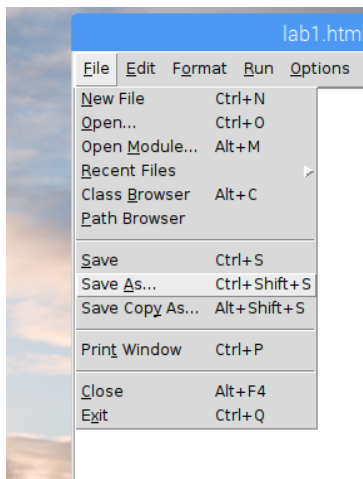 lab1.htm
File Edit Format Run Options
New File Ctrl+N
Open... Ctrl+O
Open Module... Alt+M
Recent Files
Class Browser Alt+C
Path Browser
Save Ctrl+S
Save As... Ctrl+Shift+S
Save Copy As... Alt+Shift+S
Print Window Ctrl+P
Close Alt+F4
Exit Ctrl+Q